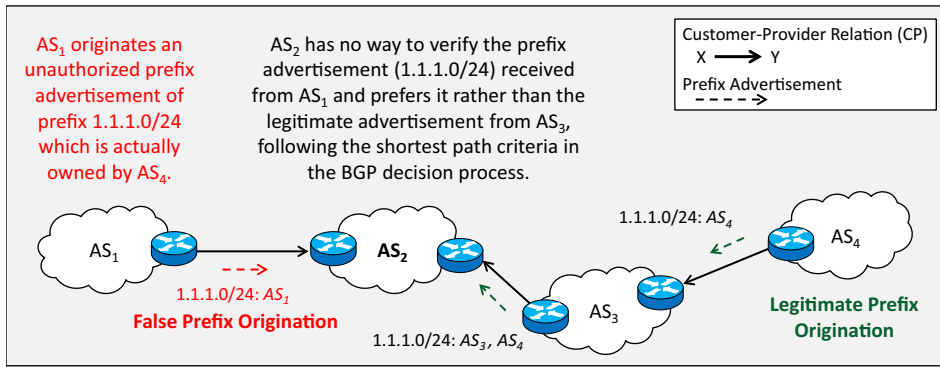 AS1 originates an
unauthorized prefix
advertisement of
prefix 1.1.1.0/24
which is actually
owned by AS4.
AS2 has no way to verify the prefix
advertisement (1.1.1.0/24) received
from AS1 and prefers it rather than the
legitimate advertisement from AS3,
following the shortest path criteria in
the BGP decision process.
Customer-Provider Relation (CP)
X Y
Prefix Advertisement
AS1
AS2
1.1.1.0/24: AS4
AS4
1.1.1.0/24: AS1
False Prefix Origination
AS3
1.1.1.0/24: AS3, AS4
Legitimate Prefix
Origination